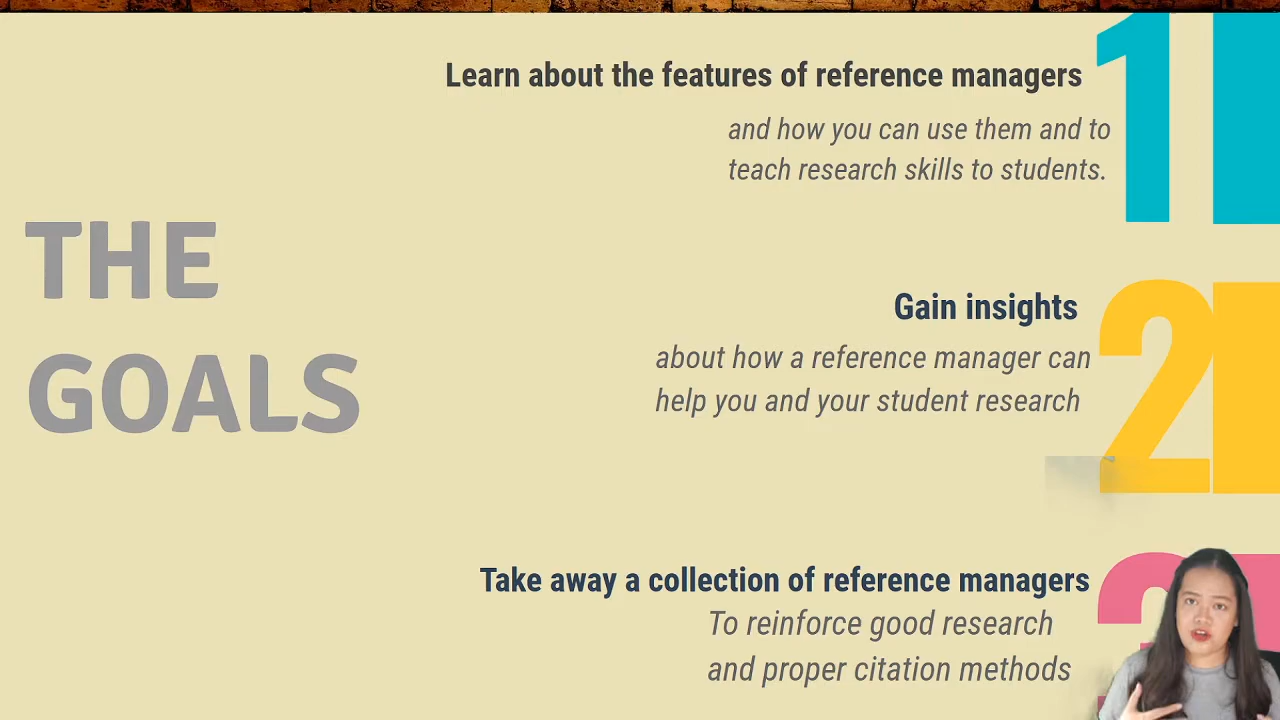 THE
GOALS
Learn about the features of reference managers
and how you can use them and to
teach research skills to students.
1
Gain insights
about how a reference manager can
help you and your student research
2
Take away a collection of reference managers
To reinforce good research
and proper citation methods